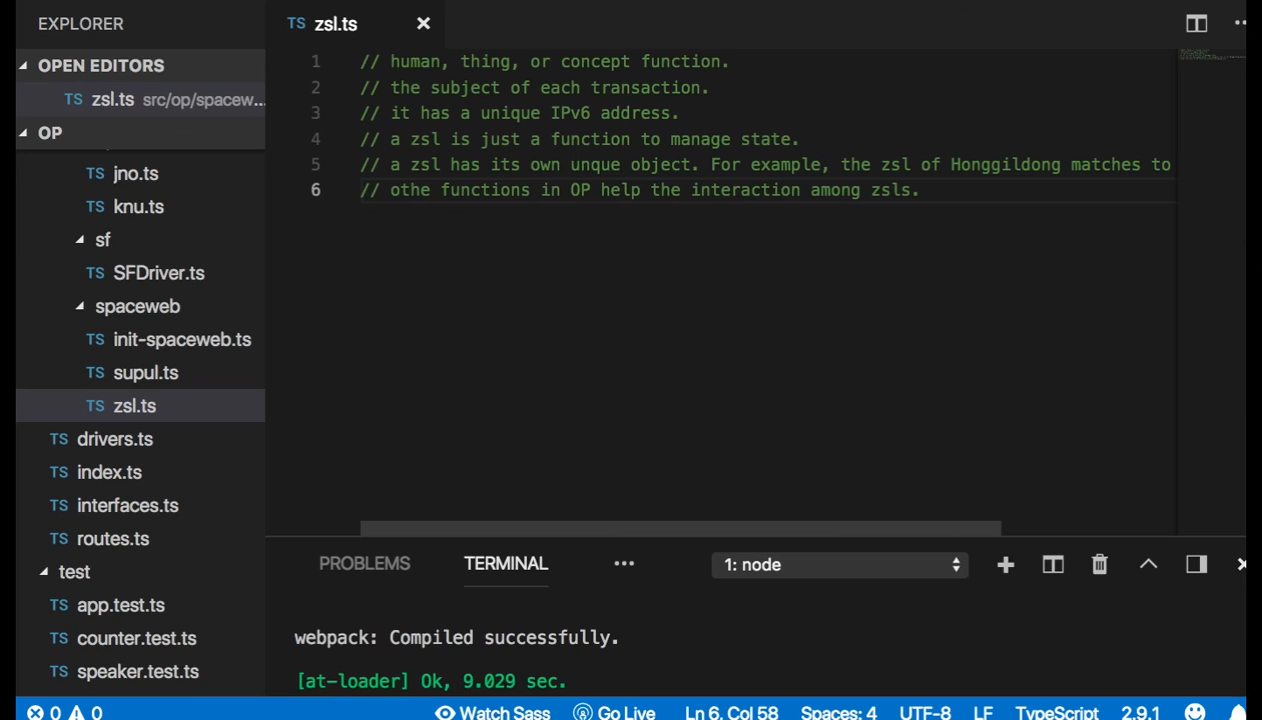 EXPLORER
OPEN EDITORS
TS zsl.ts src/op/spacew...
OP
TS jno.ts
TS knu.ts
sf
TS SFDriver.ts
spaceweb
TS init-spaceweb.ts
TS supul.ts
TS zsl.ts
TS drivers.ts
TS index.ts
TS interfaces.ts
TS routes.ts
test
TS app.test.ts
TS counter.test.ts
TS speaker.test.ts
TS zsl.ts
1 // human, thing, or concept function.
2 // the subject of each transaction.
3 // it has a unique IPv6 address.
4 // a zsl is just a function to manage state.
5 // a zsl has its own unque object. For example, the zsl of Honggildong matches to
6 // othe functions in OP help the interaction among zsls.
PROBLEMS TERMINAL ... 1: node
webpack: Compiled successfully.
[at-loader] Ok, 9.029 sec.
0 0 Watch Sass Go Live Ln 6, Col 58 Spaces: 4 UTF-8 LF TypeScript 2.9.1